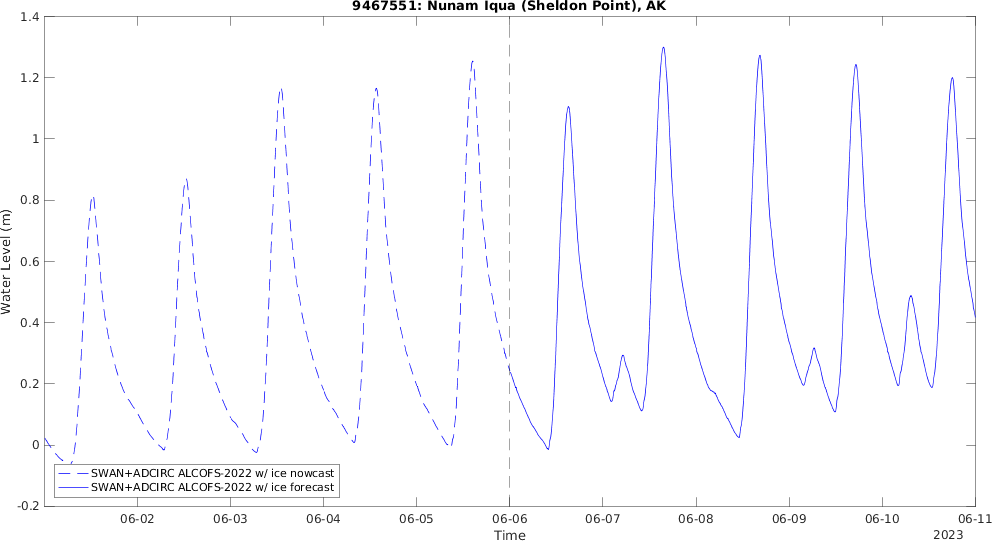 9467551: Nunam Iqua (Sheldon Point), AK
1.4
1.2
1
0.8
0.6
0.4
0.2
0
-0.2
Water Level (m)
SWAN+ADCIRC ALCOFS-2022 w/ ice nowcast
SWAN+ADCIRC ALCOFS-2022 w/ ice forecast
06-02 06-03 06-04 06-05 06-06 06-07 06-08 06-09 06-10 06-11
Time
2023